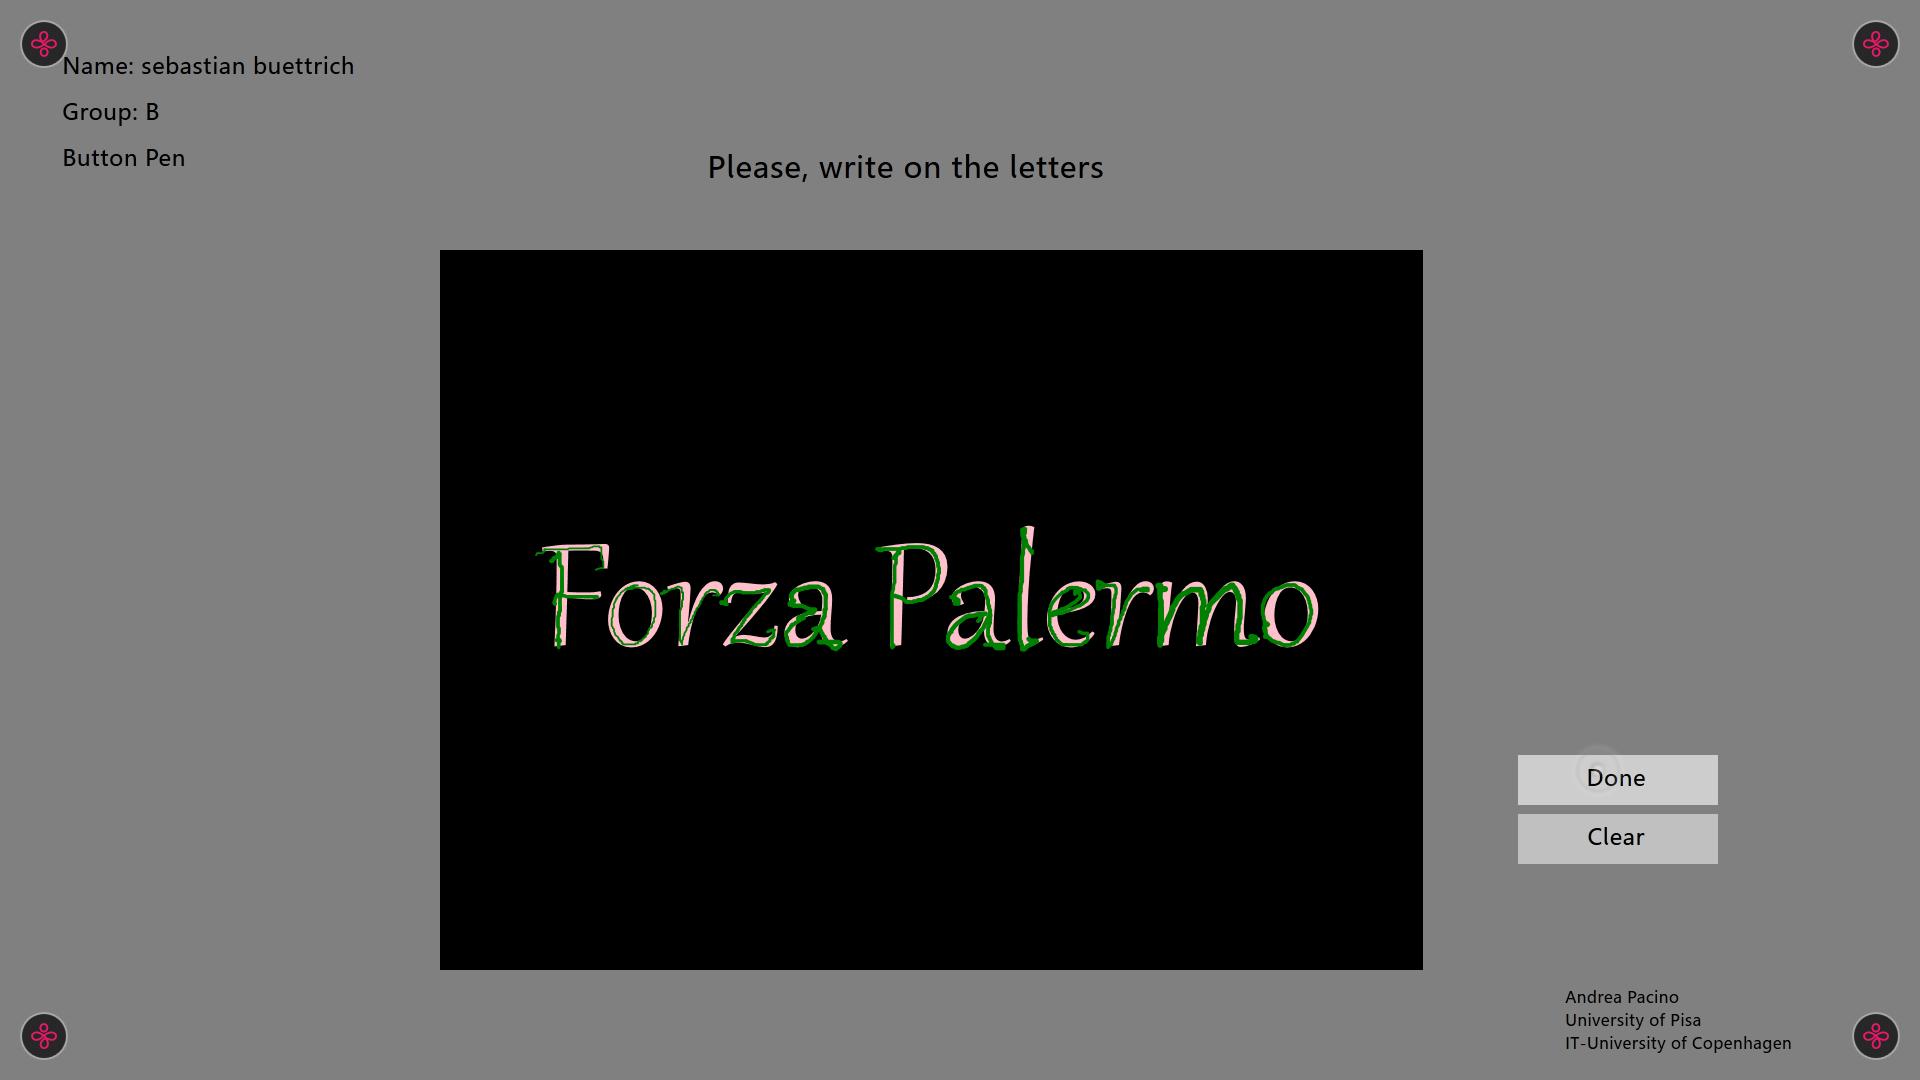 Name: sebastian buettrich
Group: B
Button Pen
Please, write on the letters
Forza Palermo
Done
Clear
Andrea Pacino
University of Pisa
IT-University of Copenhagen